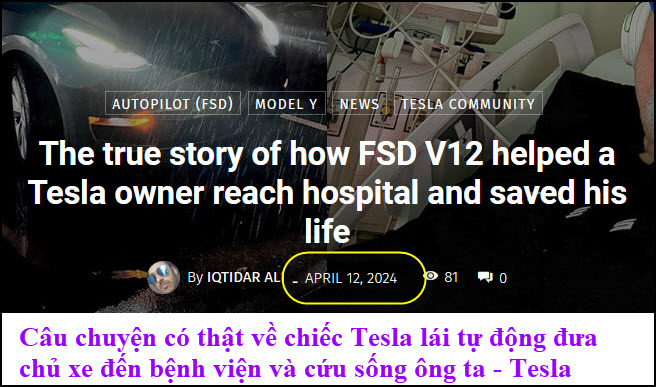 AUTOPILOT (FSD) MODEL Y NEWS TESLA COMMUNITY
The true story of how FSD V12 helped a
Tesla owner reach hospital and saved his
life
By IQTIDAR ALI - APRIL 12, 2024 81 0
Câu chuyện có thật về chiếc Tesla lái tự động đưa
chủ xe đến bệnh viện và cứu sống ông ta - Tesla